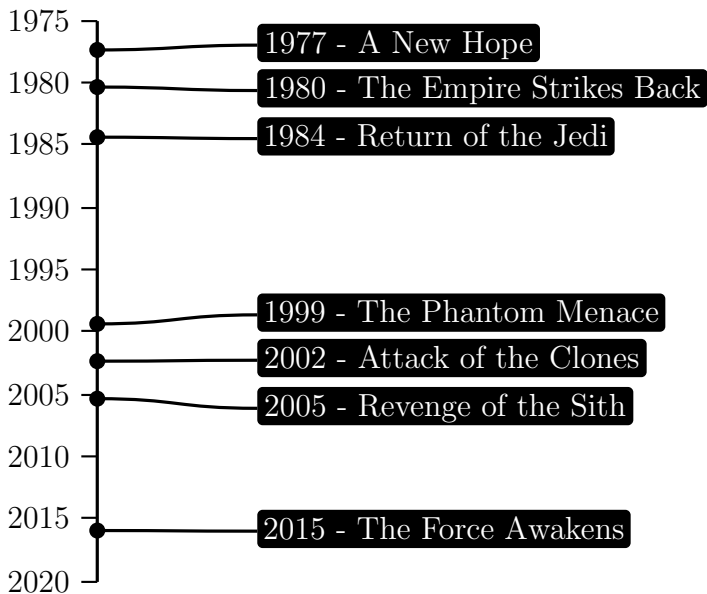 1975
1977 - A New Hope
1980
1980 - The Empire Strikes Back
1985
1984 - Return of the Jedi
1990
1995
2000
1999 - The Phantom Menace
2002 - Attack of the Clones
2005
2005 - Revenge of the Sith
2010
2015
2015 - The Force Awakens
2020